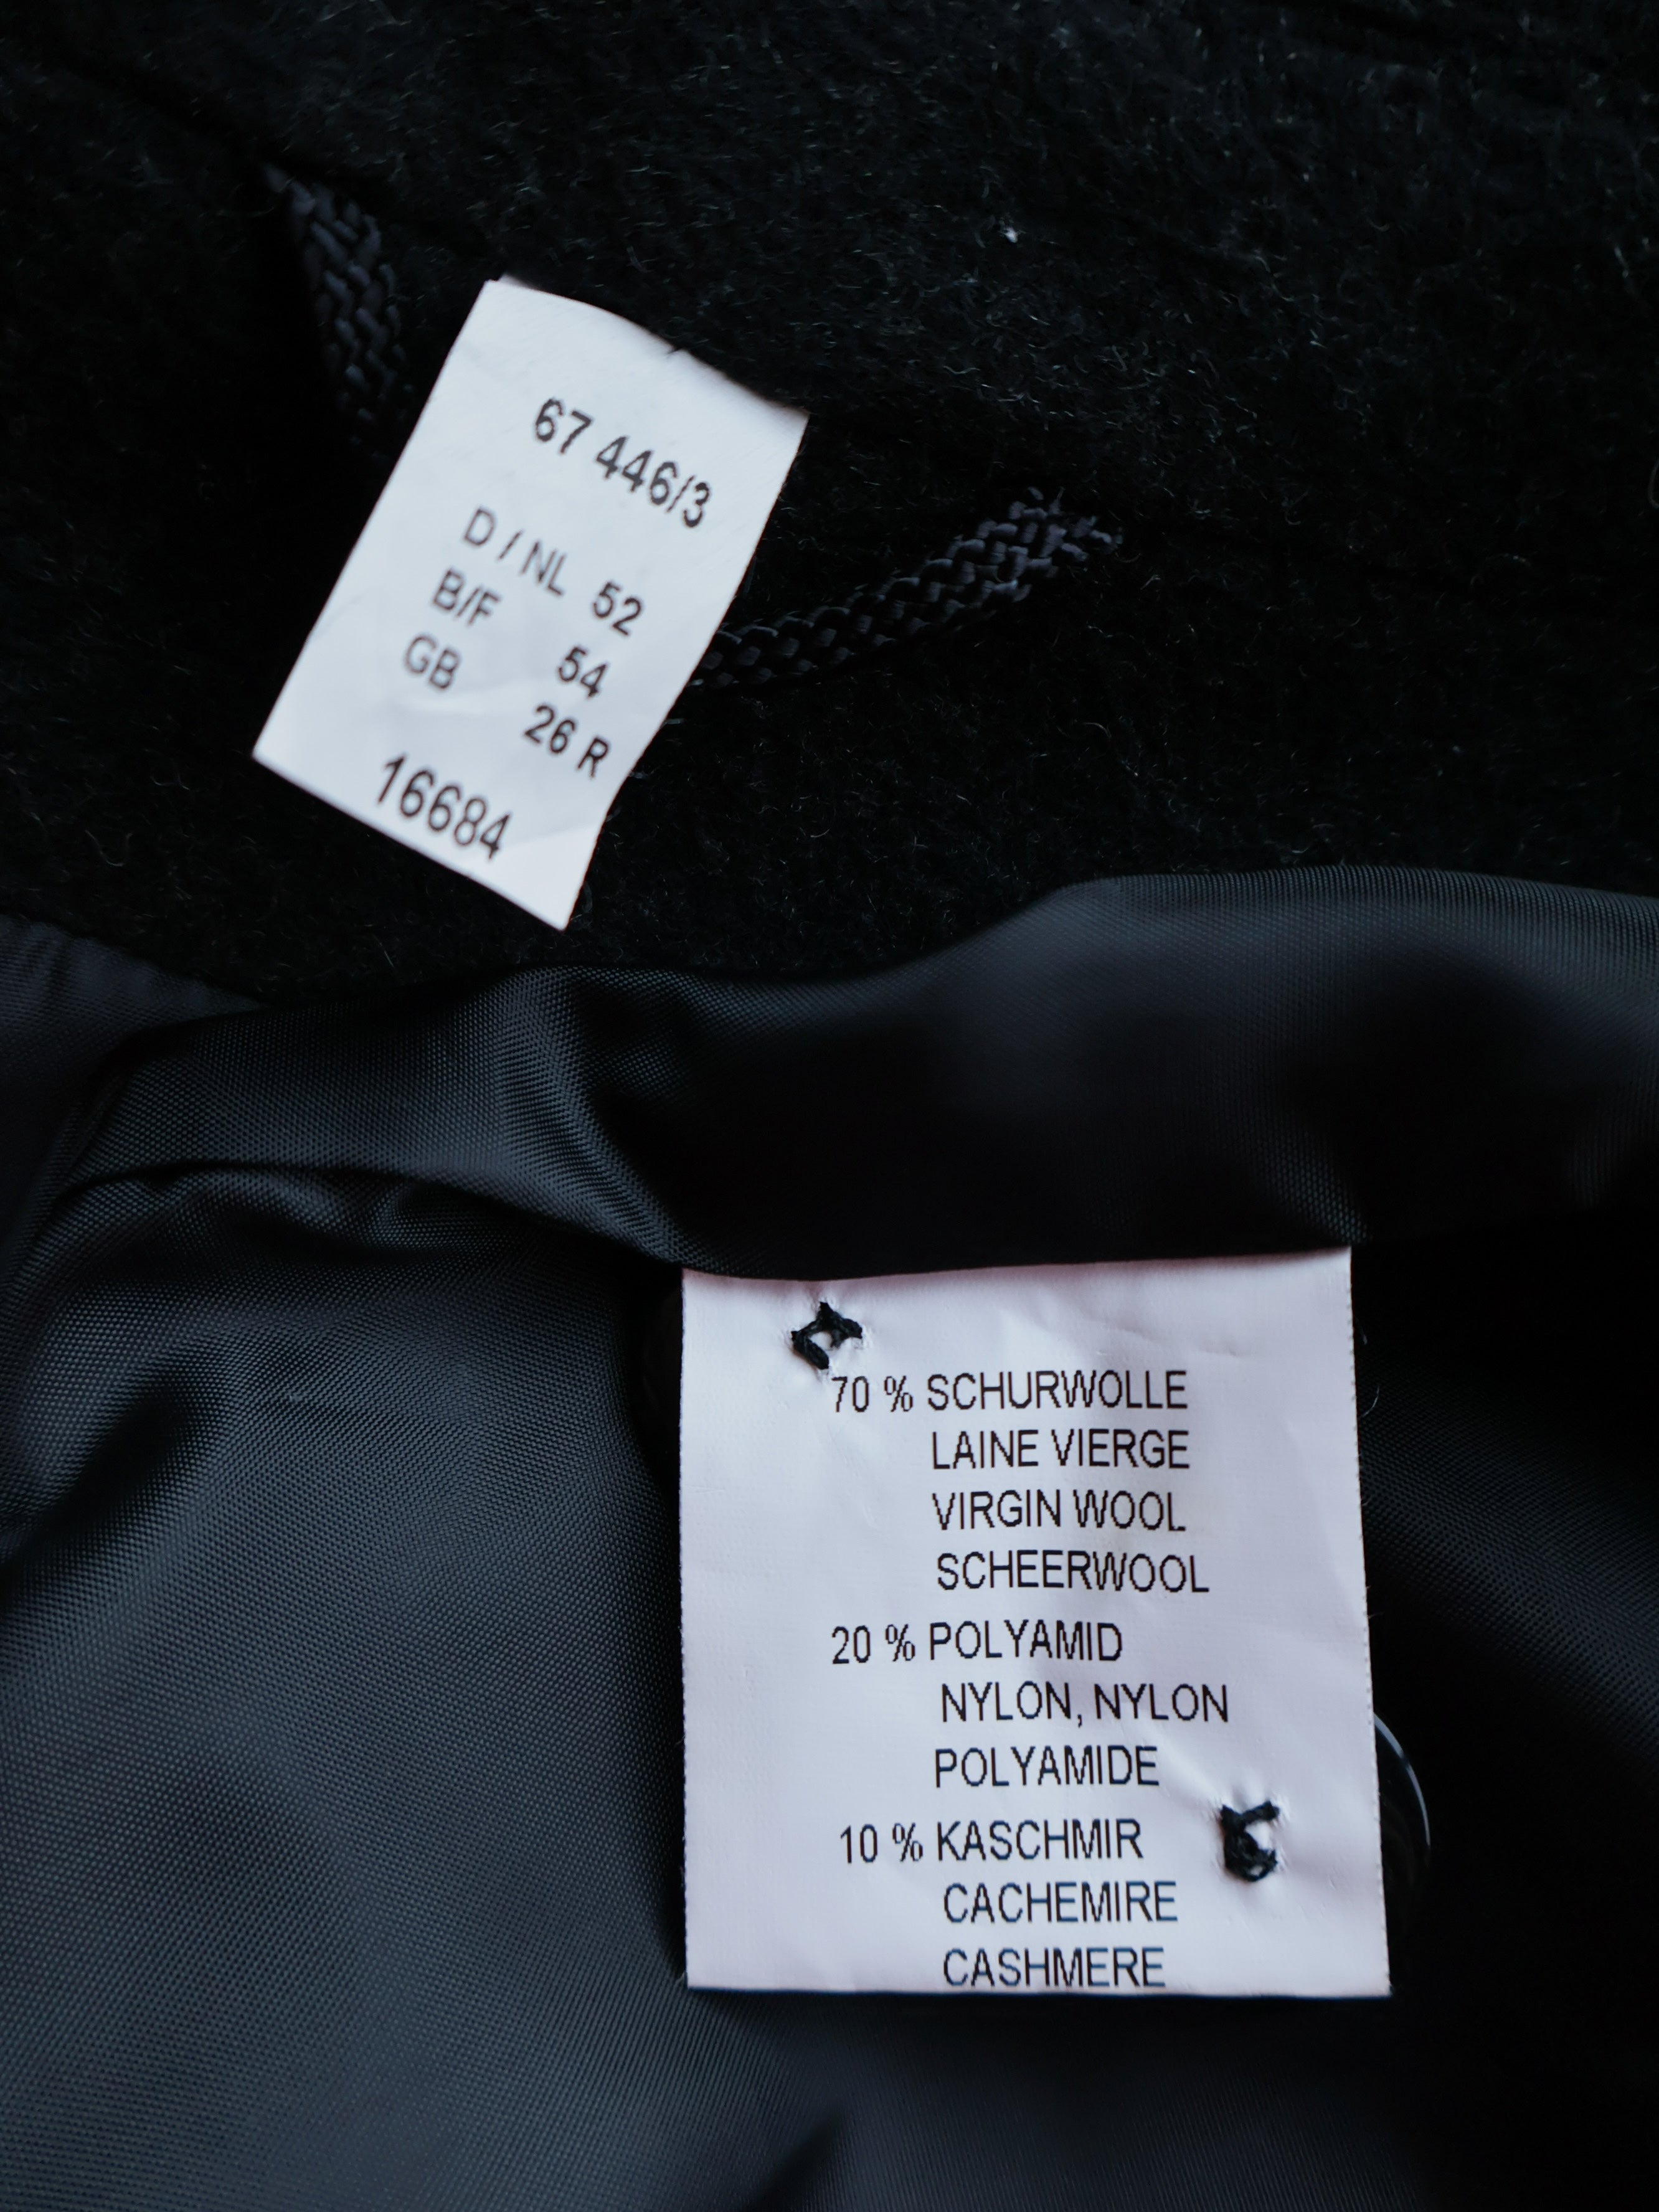 67 446/3
D / NL 52
B/F 54
GB 26 R
16684
70 % SCHURWOLLE
LAINE VIERGE
VIRGIN WOOL
SCHEERWOOL
20 % POLYAMID
NYLON, NYLON
POLYAMIDE
10 % KASCHMIR
CACHEMIRE
CASHMERE